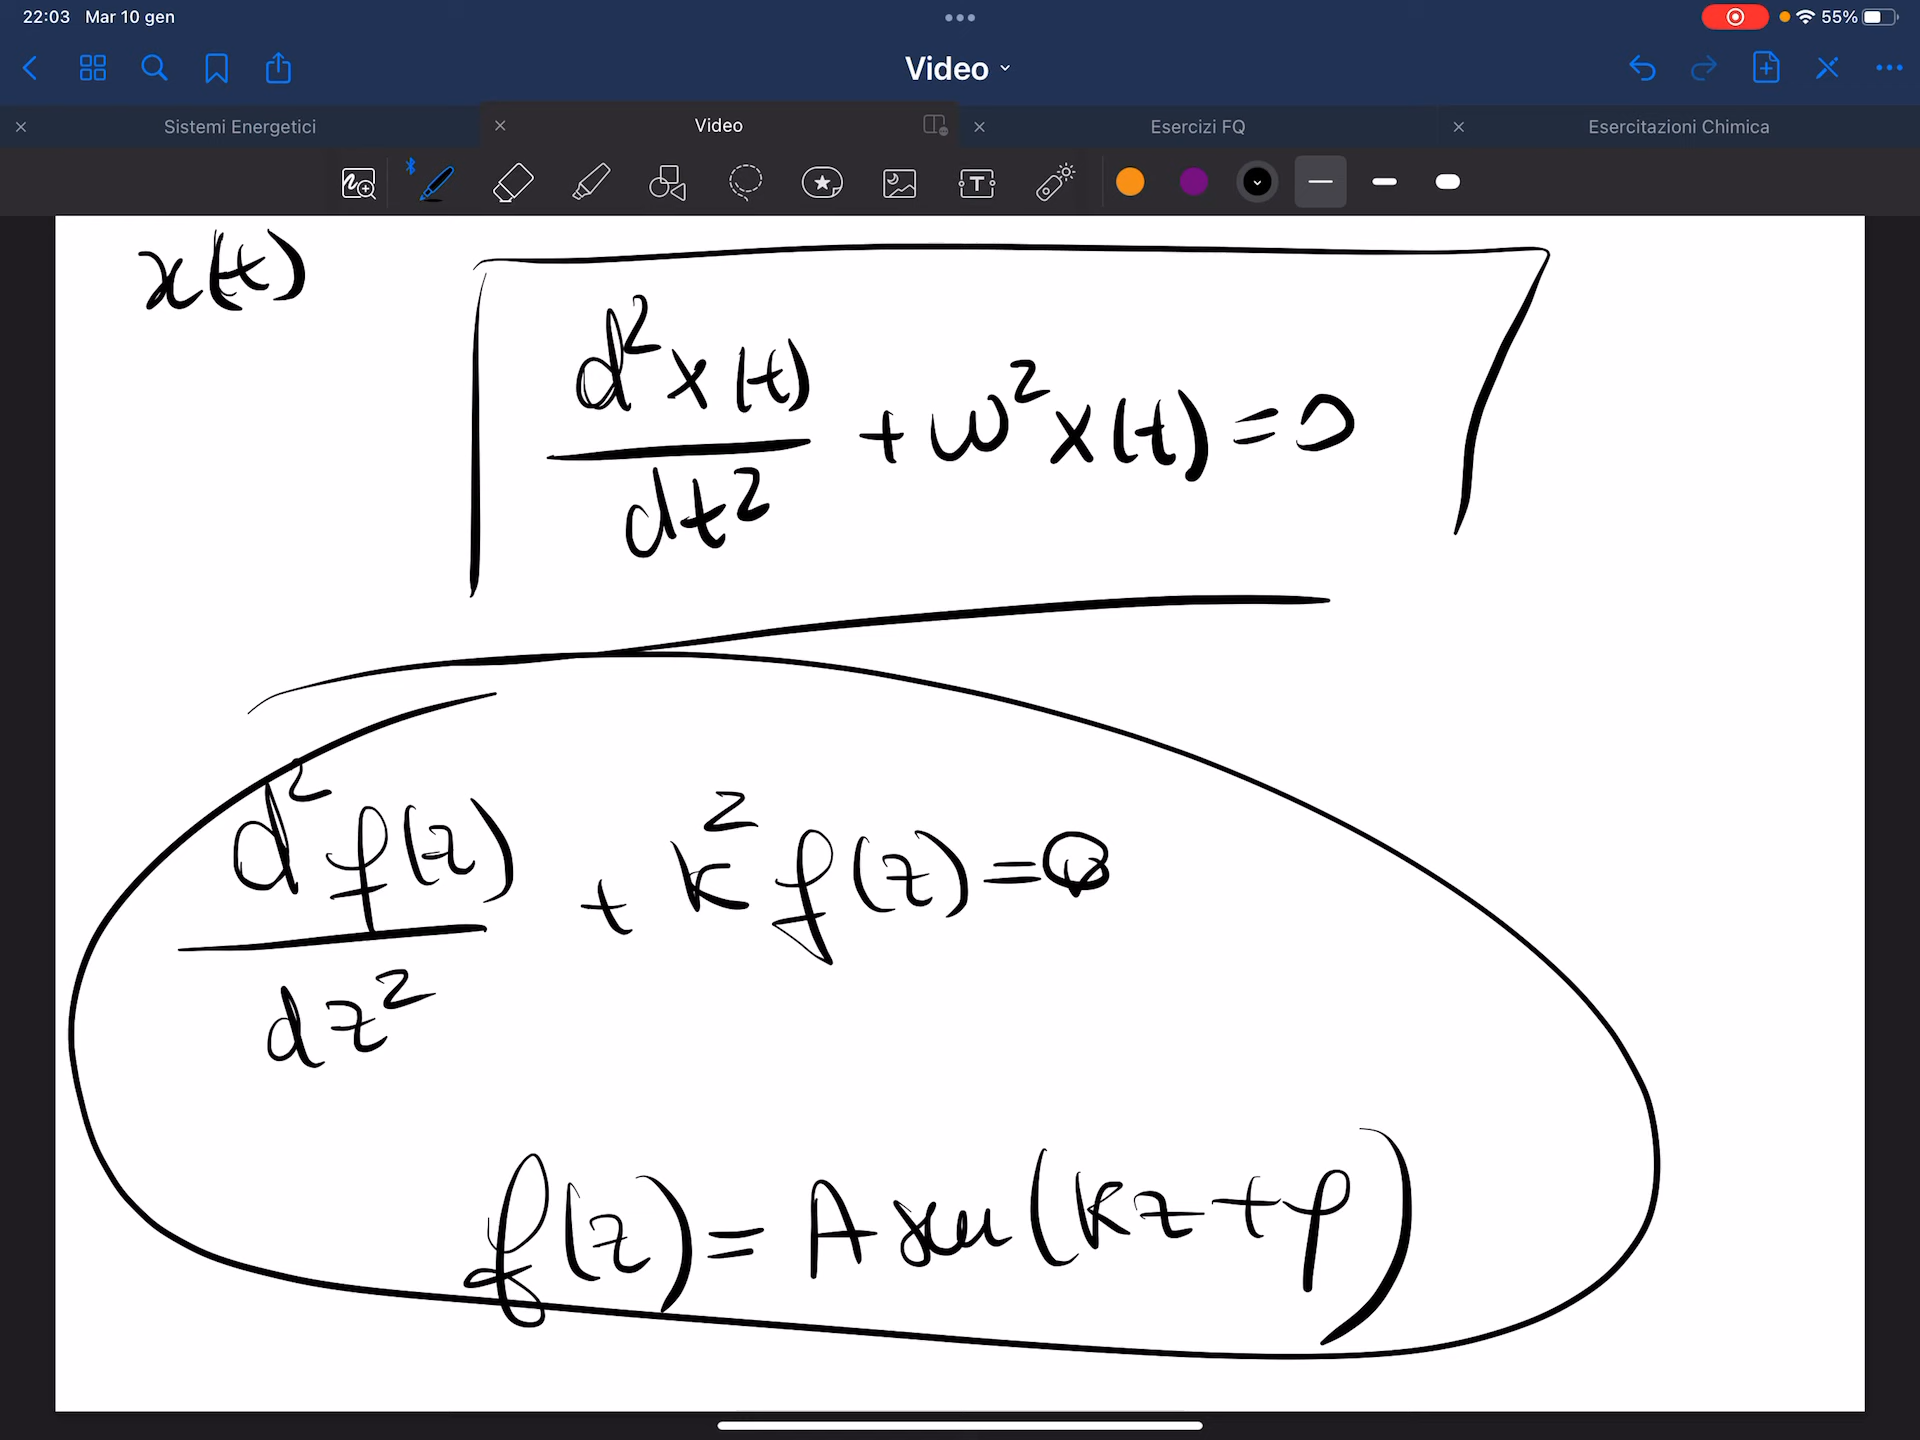 22:03 Mar 10 gen 55%
Video
Sistemi Energetici Video Esercizi FQ Esercitazioni Chimica
x(t)
d²x(t)/dt² + ω²x(t) = 0
d²f(z)/dz² + k²f(z) = 0
f(z) = A sen(kz+φ)